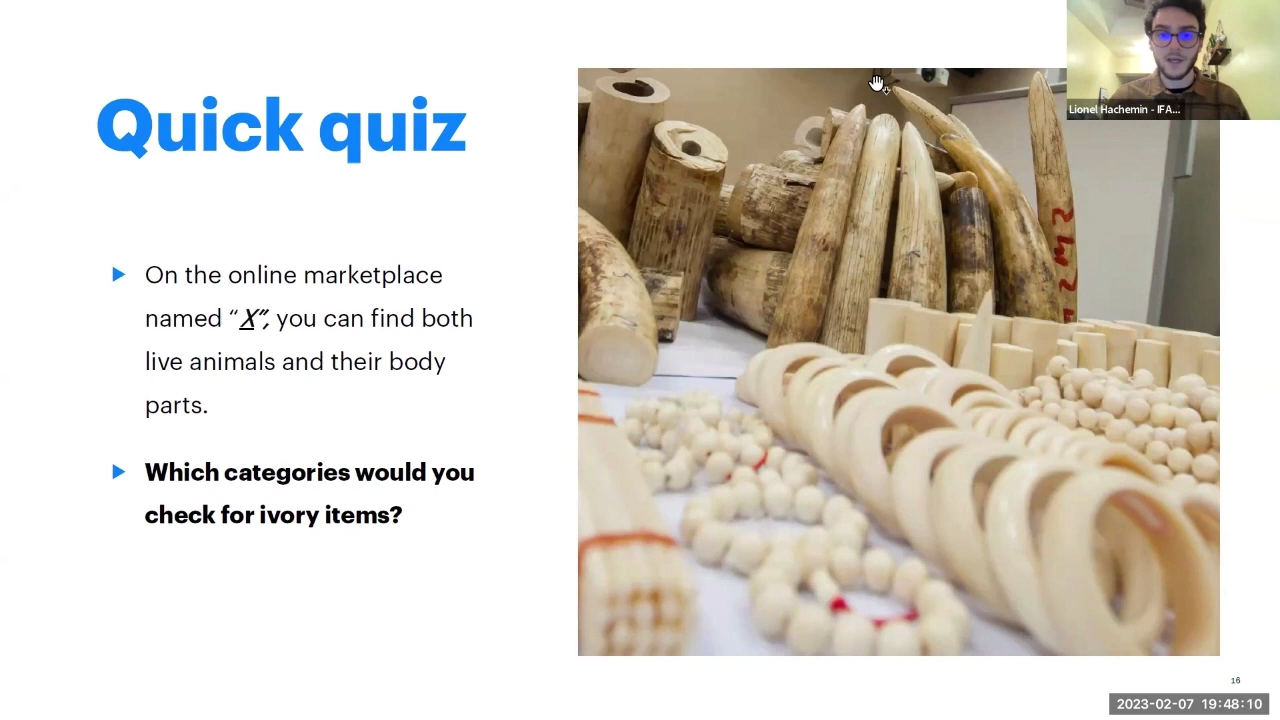 Quick quiz
On the online marketplace
named “X”, you can find both
live animals and their body
parts.
Which categories would you
check for ivory items?
Lionel Hachemin - IFA...
16
2023-02-07 19:48:10